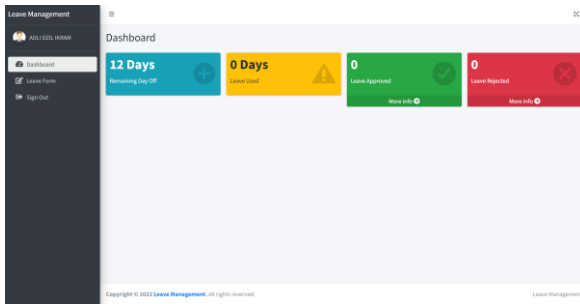 Leave Management
ADLI DZIL IKRAM
Dashboard
Leave Form
Sign Out
Dashboard
12 Days
Remaining Day Off
0 Days
Leave Used
0
Leave Approved
More Info
0
Leave Rejected
More info
Copyright © 2022 Leave Management. All rights reserved.
Leave Managemen